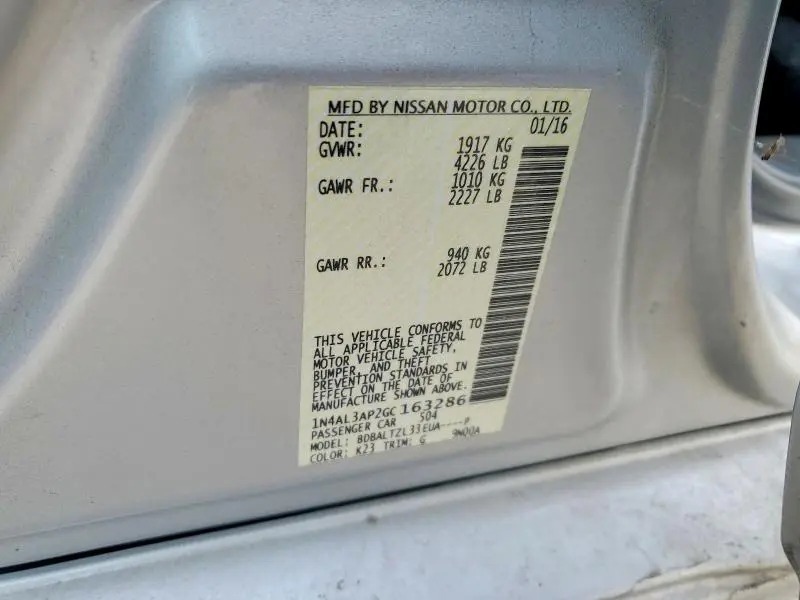 MFD BY NISSAN MOTOR CO., LTD.
DATE: 01/16
GVWR: 1917 KG
4226 LB
GAWR FR.: 1010 KG
2227 LB
GAWR RR.: 940 KG
2072 LB
THIS VEHICLE CONFORMS TO
ALL APPLICABLE FEDERAL
MOTOR VEHICLE SAFETY,
BUMPER, AND THEFT
PREVENTION STANDARDS IN
EFFECT ON THE DATE OF
MANUFACTURE SHOWN ABOVE.
1N4AL3AP2GC163286
PASSENGER CAR 504
MODEL: BDBALTZL33EUA----P
COLOR: K23 TRIM: G 9N00A